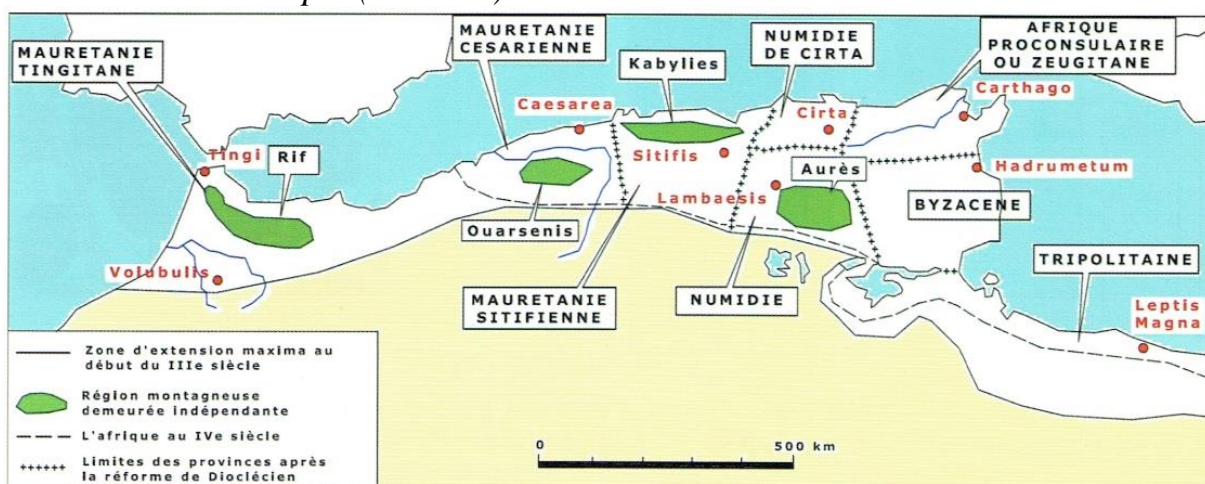 MAURETANIE
TINGITANE
MAURETANIE
CESARIENNE
Kabylies
NUMIDIE
DE CIRTA
AFRIQUE
PROCONSULAIRE
OU ZEUGITANE
Caesarea
Cirta
Carthago
Tingi
Rif
Sitifis
Aurès
Hadrumetum
Lambaesis
BYZACENE
Ouarsenis
Volubulis
MAURETANIE
SITIFIENNE
NUMIDIE
TRIPOLITAINE
Leptis
Magna
Zone d'extension maxima au
début du IIIe siècle
Région montagneuse
demeurée indépendante
L'afrique au IVe siècle
Limites des provinces après
la réforme de Dioclécien
0
500 km